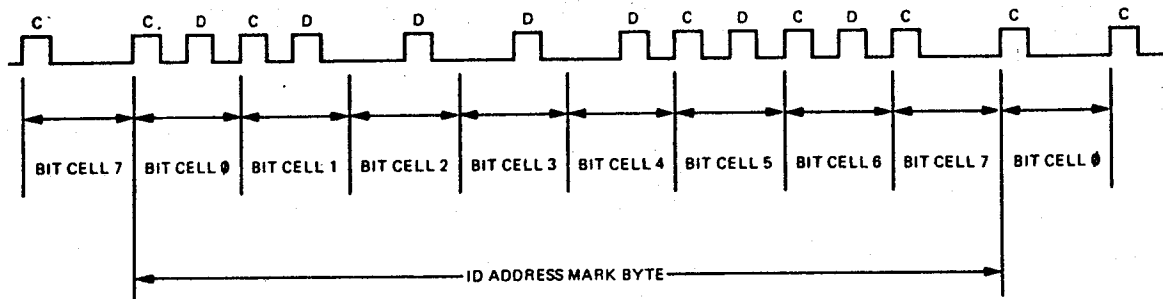 C C D C D D D D C D C D C C C
BIT CELL 7 BIT CELL 0 BIT CELL 1 BIT CELL 2 BIT CELL 3 BIT CELL 4 BIT CELL 5 BIT CELL 6 BIT CELL 7 BIT CELL 0
ID ADDRESS MARK BYTE